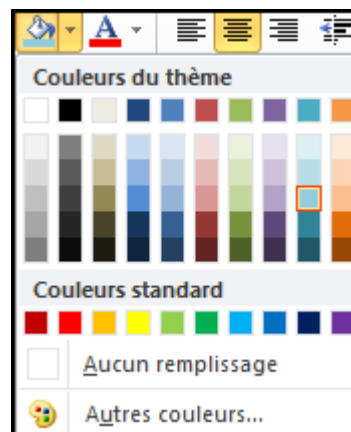 A
Couleurs du thème
Couleurs standard
Aucun remplissage
Autres couleurs...